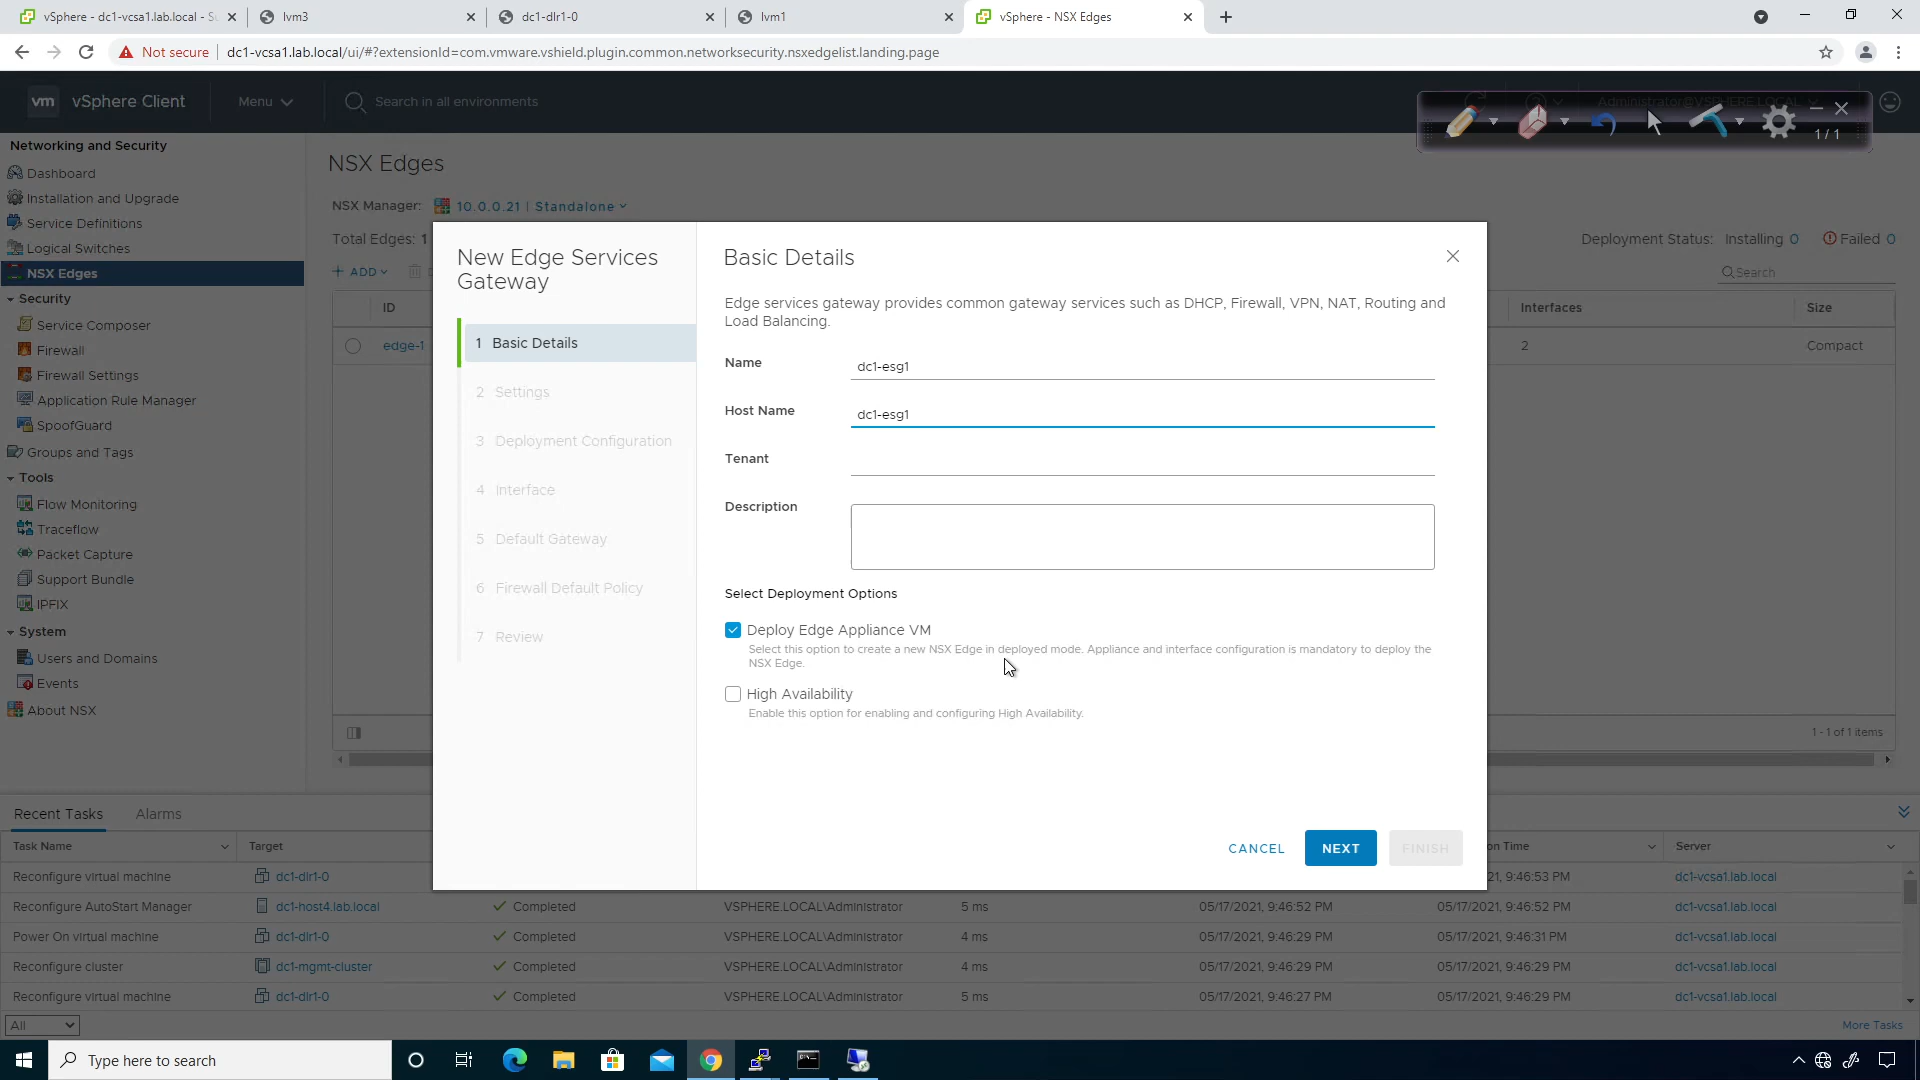 vSphere - dc1-vcsa1.lab.local - Su
lvm3
dc1-dlr1-0
lvm1
vSphere - NSX Edges
Not secure
dc1-vcsa1.lab.local/ui/#?extensionId=com.vmware.vshield.plugin.common.networksecurity.nsxedgelist.landing.page
vm
vSphere Client
Menu
Search in all environments
Administrator@VSPHERE.LOCAL
1/1
Networking and Security
Dashboard
Installation and Upgrade
Service Definitions
Logical Switches
NSX Edges
Security
Service Composer
Firewall
Firewall Settings
Application Rule Manager
SpoofGuard
Groups and Tags
Tools
Flow Monitoring
Traceflow
Packet Capture
Support Bundle
IPFIX
System
Users and Domains
Events
About NSX
NSX Edges
NSX Manager: 10.0.0.21 | Standalone
Total Edges: 1
Deployment Status: Installing 0 Failed 0
ADD
Search
ID
Interfaces
Size
edge-1
2
Compact
1 - 1 of 1 items
New Edge Services
Gateway
1 Basic Details
2 Settings
3 Deployment Configuration
4 Interface
5 Default Gateway
6 Firewall Default Policy
7 Review
Basic Details
Edge services gateway provides common gateway services such as DHCP, Firewall, VPN, NAT, Routing and
Load Balancing.
Name
dc1-esg1
Host Name
dc1-esg1
Tenant
Description
Select Deployment Options
Deploy Edge Appliance VM
Select this option to create a new NSX Edge in deployed mode. Appliance and interface configuration is mandatory to deploy the
NSX Edge.
High Availability
Enable this option for enabling and configuring High Availability.
CANCEL
NEXT
FINISH
Recent Tasks
Alarms
Task Name
Target
on Time
Server
Reconfigure virtual machine dc1-dlr1-0 21, 9:46:53 PM dc1-vcsa1.lab.local
Reconfigure AutoStart Manager dc1-host4.lab.local Completed VSPHERE.LOCAL\Administrator 5 ms 05/17/2021, 9:46:52 PM 05/17/2021, 9:46:52 PM dc1-vcsa1.lab.local
Power On virtual machine dc1-dlr1-0 Completed VSPHERE.LOCAL\Administrator 4 ms 05/17/2021, 9:46:29 PM 05/17/2021, 9:46:31 PM dc1-vcsa1.lab.local
Reconfigure cluster dc1-mgmt-cluster Completed VSPHERE.LOCAL\Administrator 4 ms 05/17/2021, 9:46:29 PM 05/17/2021, 9:46:29 PM dc1-vcsa1.lab.local
Reconfigure virtual machine dc1-dlr1-0 Completed VSPHERE.LOCAL\Administrator 5 ms 05/17/2021, 9:46:27 PM 05/17/2021, 9:46:29 PM dc1-vcsa1.lab.local
All
More Tasks
Type here to search